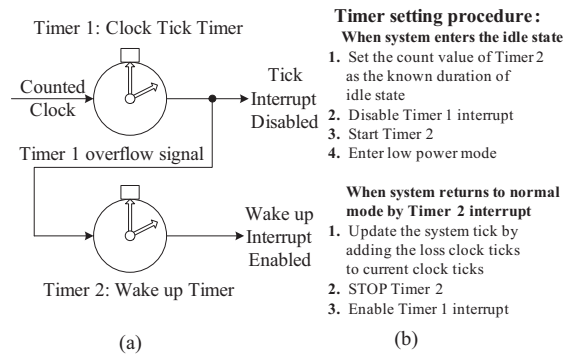 Timer 1: Clock Tick Timer
Counted
Clock
Tick
Interrupt
Disabled
Timer 1 overflow signal
Wake up
Interrupt
Enabled
Timer 2: Wake up Timer
(a)
Timer setting procedure:
When system enters the idle state
1. Set the count value of Timer 2
as the known duration of
idle state
2. Disable Timer 1 interrupt
3. Start Timer 2
4. Enter low power mode
When system returns to normal
mode by Timer 2 interrupt
1. Update the system tick by
adding the loss clock ticks
to current clock ticks
2. STOP Timer 2
3. Enable Timer 1 interrupt
(b)